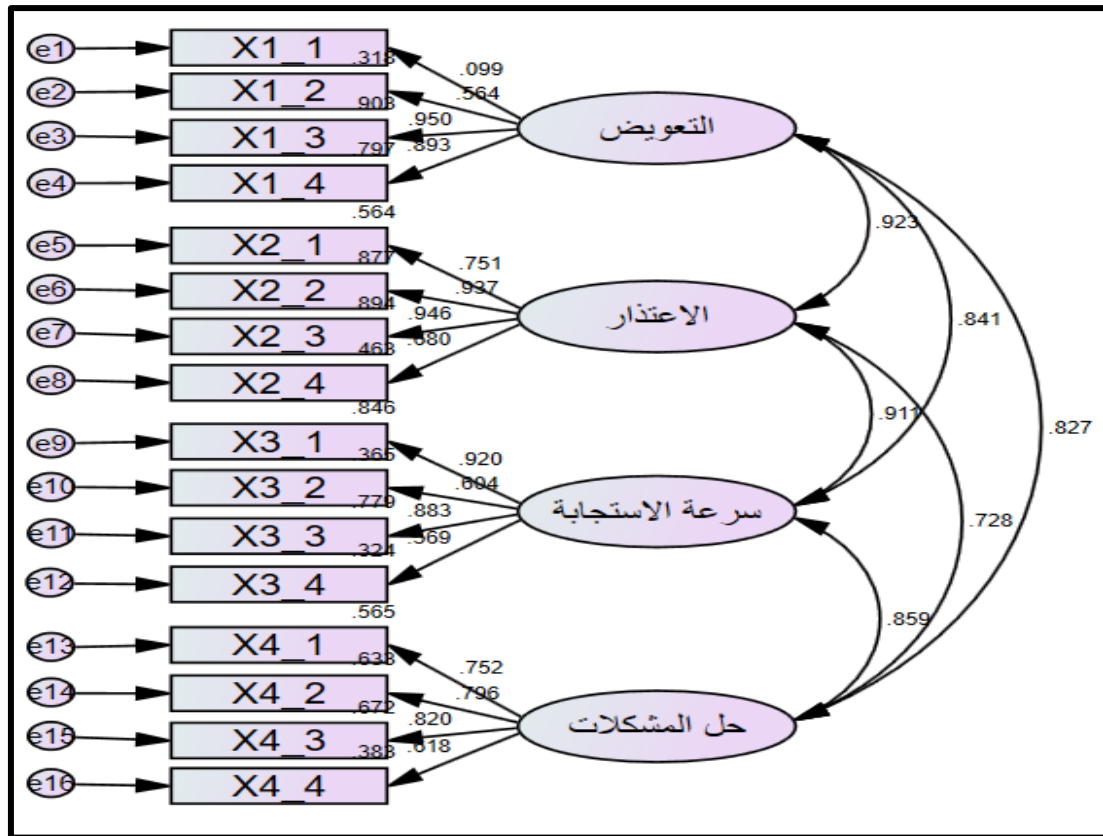 e1 X1_1
.318 .099
e2 X1_2 .564
.903 .950
e3 X1_3 .893
.797
e4 X1_4
التعويض
.564
e5 X2_1
.877 .751
e6 X2_2 .937
.894 .946
e7 X2_3 .680
.463
e8 X2_4
الاعتذار
.846
e9 X3_1
.365 .920
e10 X3_2 .604
.779 .883
e11 X3_3 .569
.324
e12 X3_4
سرعة الاستجابة
.565
e13 X4_1
.633 .752
e14 X4_2 .796
.672 .820
e15 X4_3 .618
.383
e16 X4_4
حل المشكلات
.923
.841
.911
.827
.728
.859